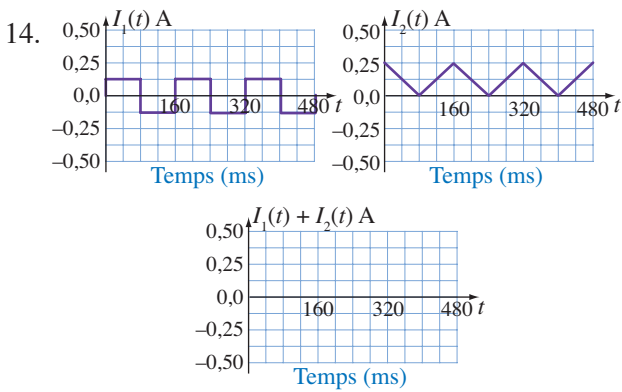 14.
I₁(t) A
0,50
0,25
0,0
–0,25
–0,50
160 320 480 t
Temps (ms)
I₂(t) A
0,50
0,25
0,0
–0,25
–0,50
160 320 480 t
Temps (ms)
I₁(t) + I₂(t) A
0,50
0,25
0,0
–0,25
–0,50
160 320 480 t
Temps (ms)